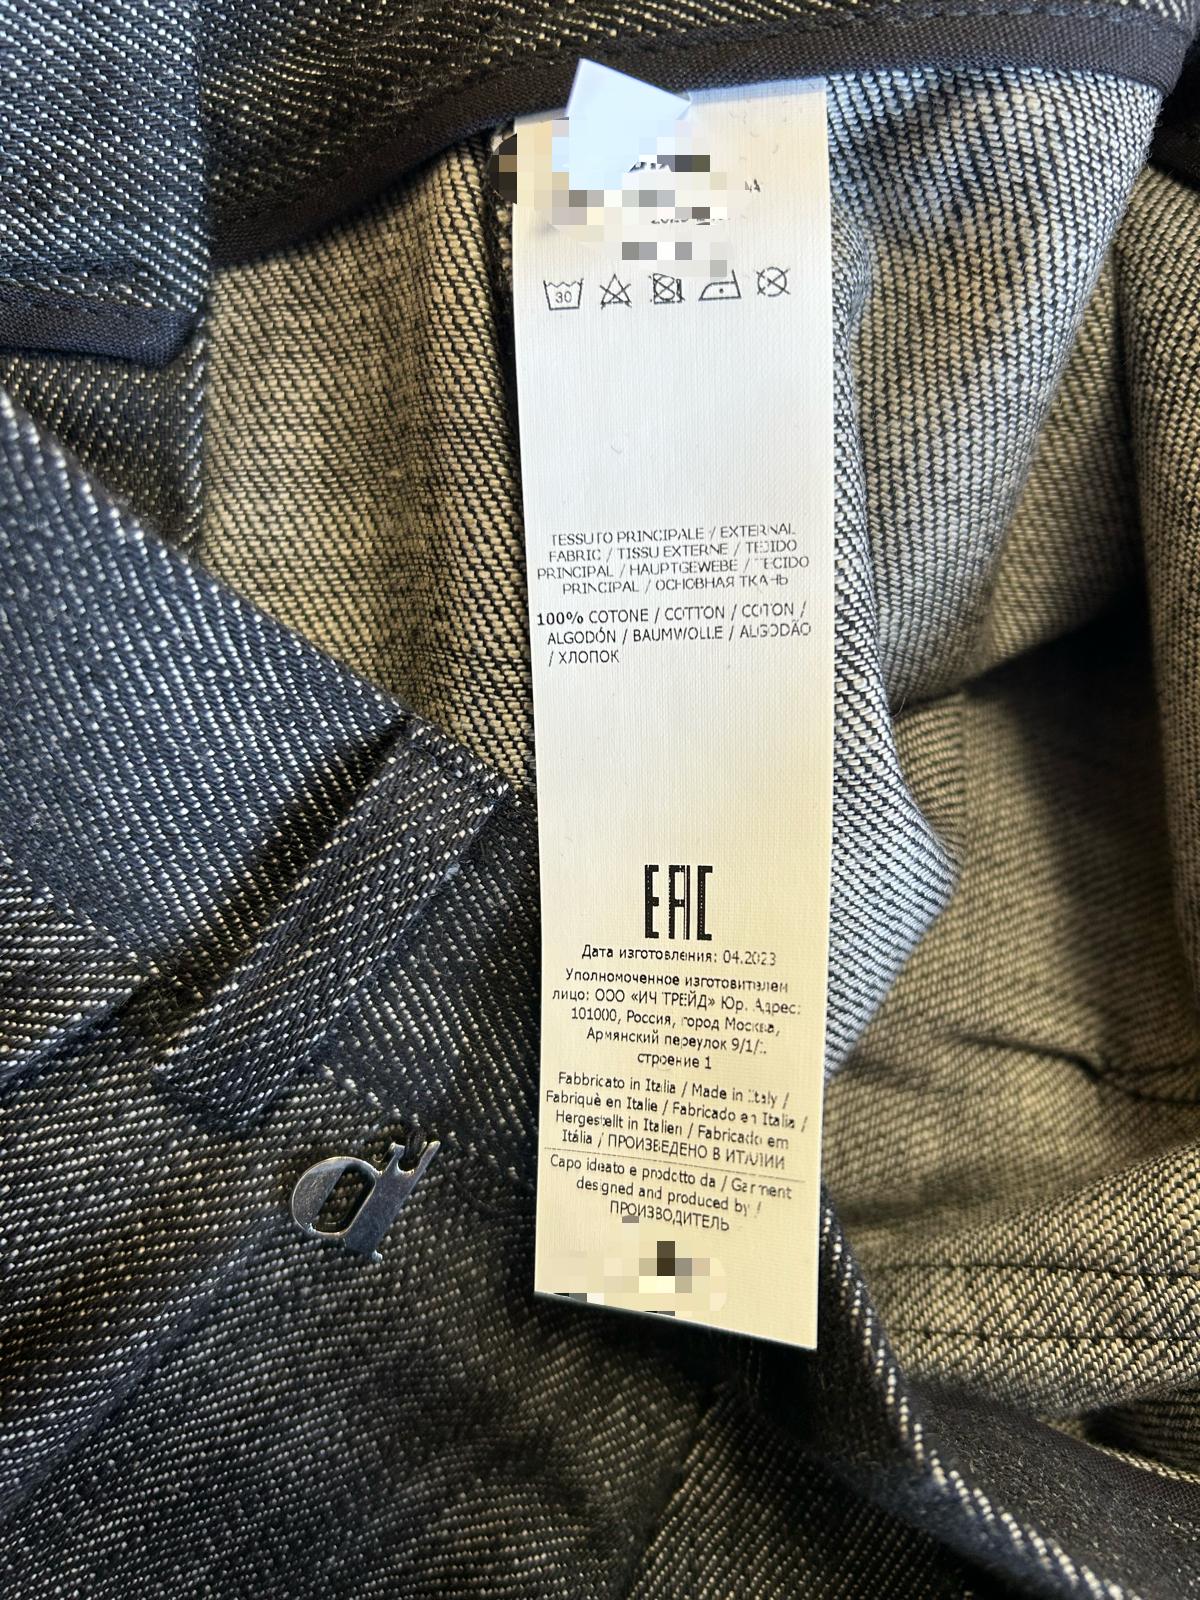 30
TESSUTO PRINCIPALE / EXTERNAL
FABRIC / TISSU EXTERNE / TEJIDO
PRINCIPAL / HAUPTGEWEBE / TECIDO
PRINCIPAL / ОСНОВНАЯ ТКАНЬ
100% COTONE / COTTON / COTON /
ALGODÓN / BAUMWOLLE / ALGODÃO
/ ХЛОПОК
EAC
Дата изготовления: 04.2023
Уполномоченное изготовителем
лицо: ООО «ИЧ ТРЕЙД» Юр. Адрес:
101000, Россия, город Москва,
Армянский переулок
строение 1
Fabbricato in Italia / Made in Italy /
Fabriquè en Italie / Fabricado en Italia /
Hergestellt in Italien / Fabricado em
Itália / ПРОИЗВЕДЕНО В ИТАЛИИ
Capo ideato e prodotto da / Garment
designed and produced by /
ПРОИЗВОДИТЕЛЬ